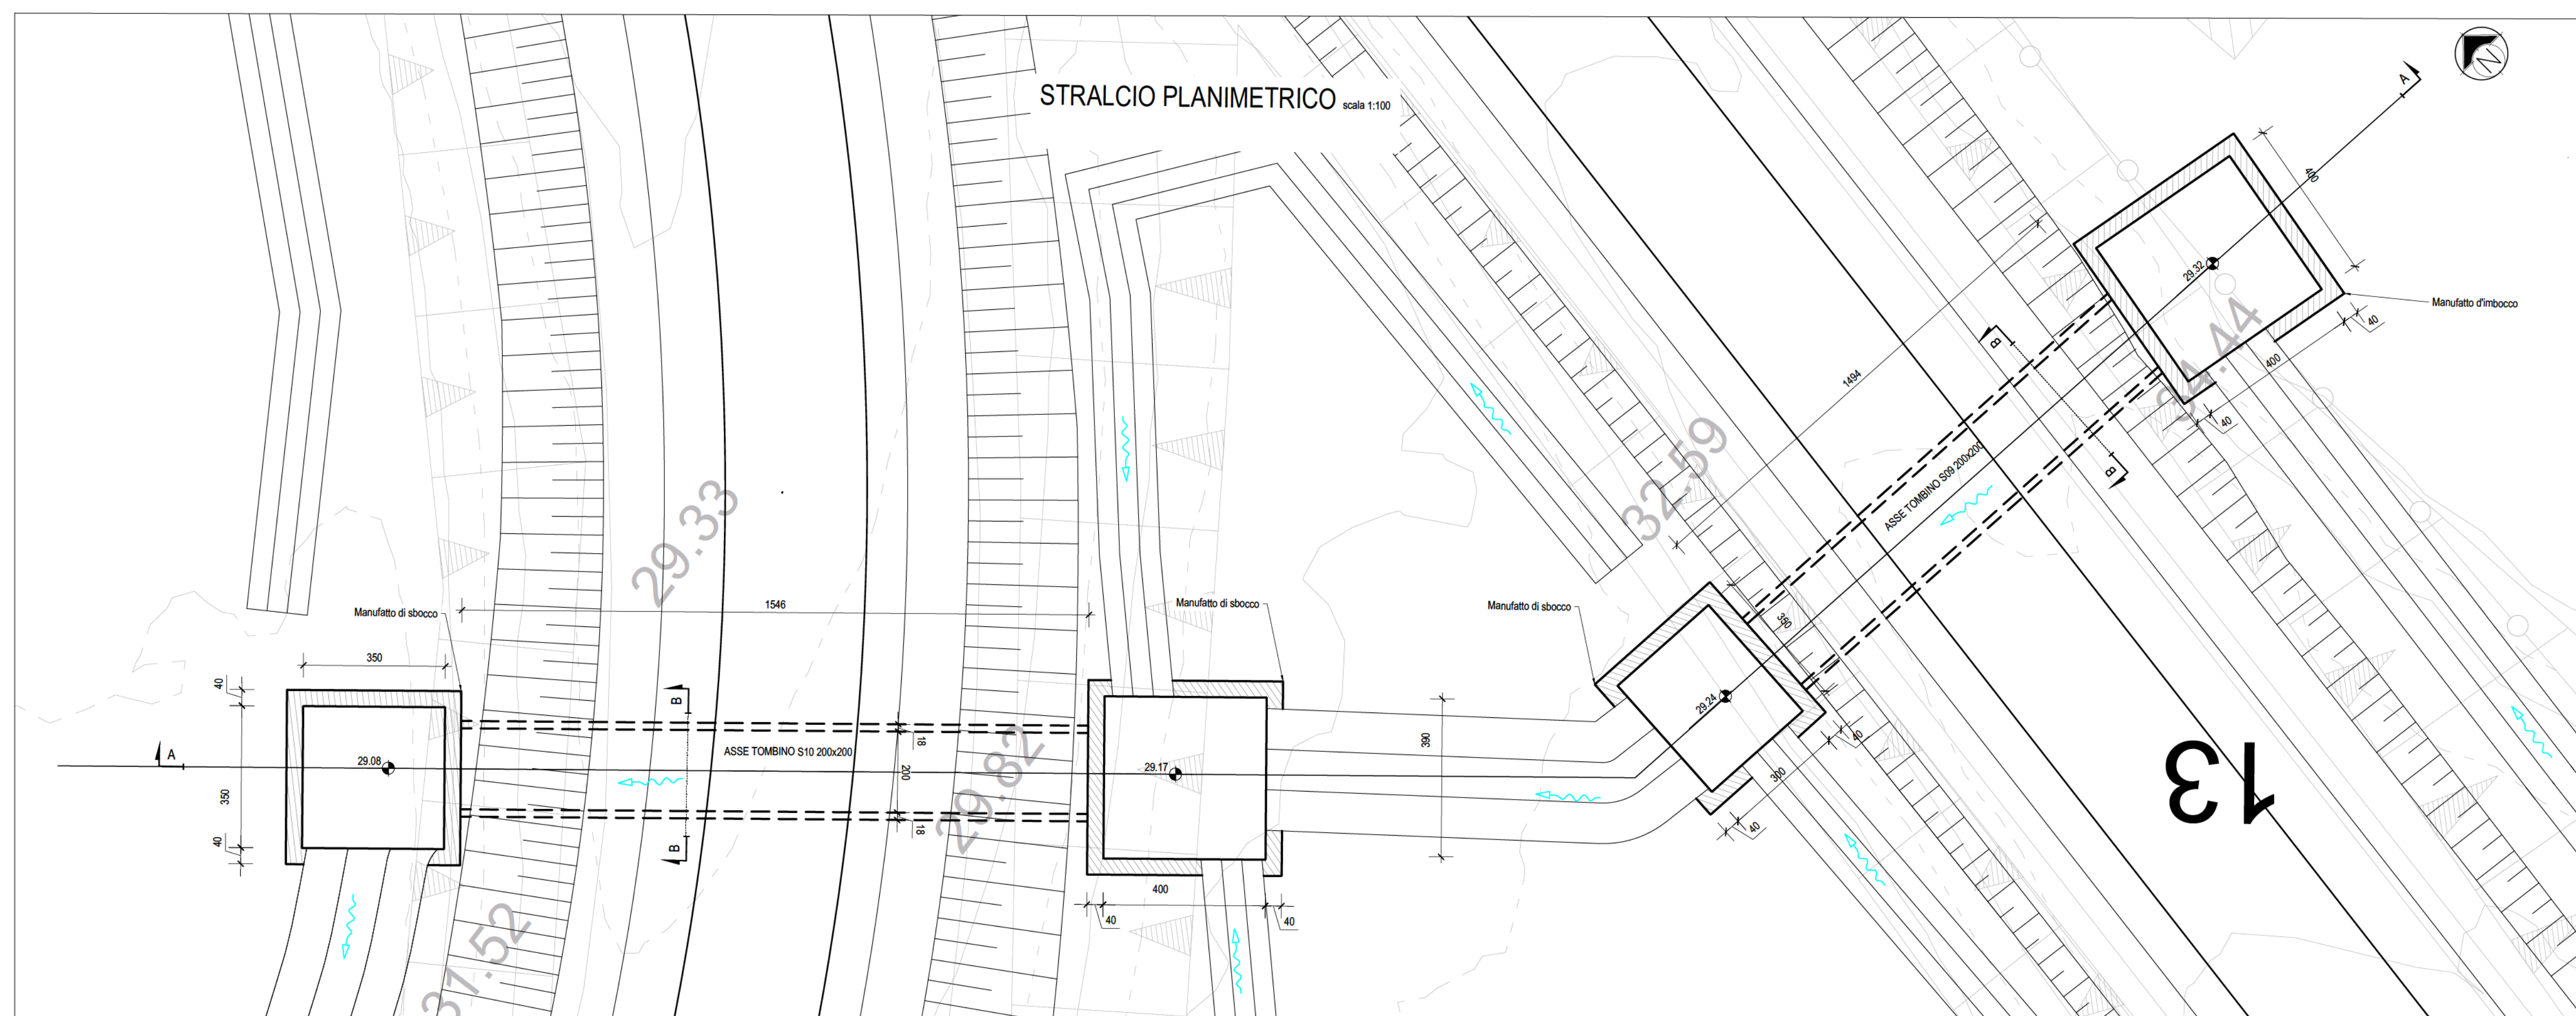 STRALCIO PLANIMETRICO scala 1:100
N
A
400
29.32
Manufatto d'imbocco
40
400
34.44
40
B
1494
B
ASSE TOMBINO S09 200x200
32.59
29.33
1546
Manufatto di sbocco
Manufatto di sbocco
Manufatto di sbocco
350
350
40
B
29.24
40
390
A
ASSE TOMBINO S10 200x200
18
29.08
200
29.82
29.17
300
13
350
40
B
18
40
400
40
40
31.52